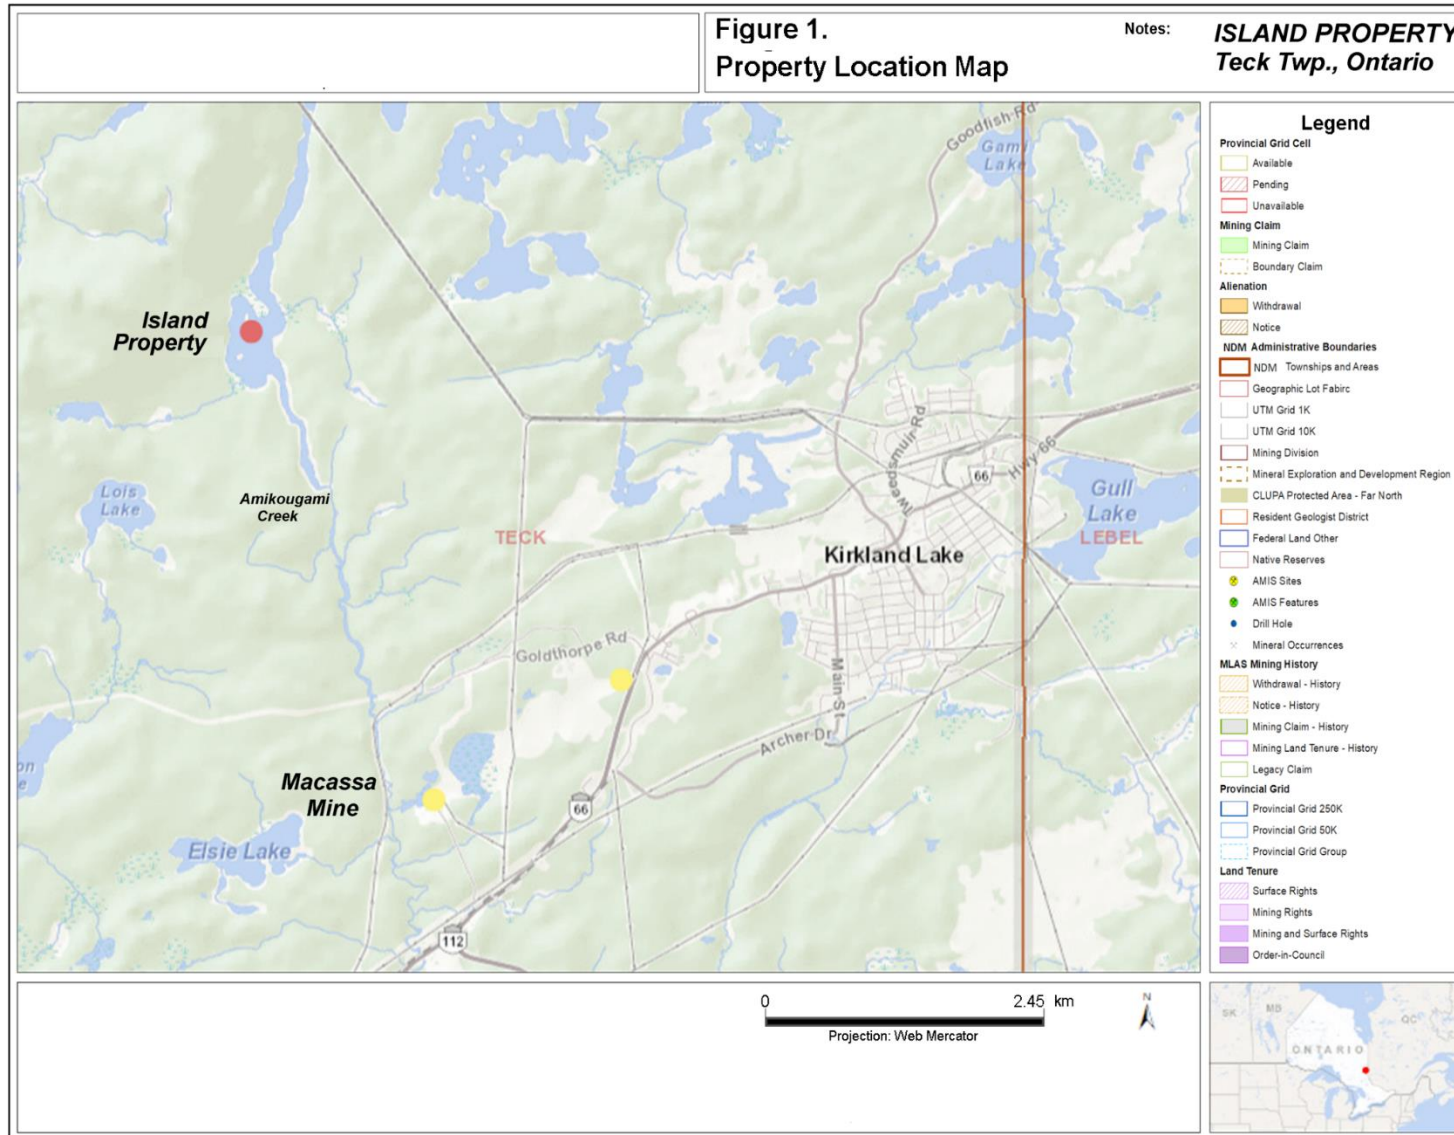 Figure 1.
Property Location Map
Notes:
ISLAND PROPERTY
Teck Twp., Ontario
Goodfish Rd
Lake
Island
Property
Tweedsmuir Rd
Hwy 66
66
Lois
Lake
Amikougami
Creek
Gull
Lake
TECK
LEBEL
Kirkland Lake
Goldthorpe Rd
Main St
Archer Dr
Macassa
Mine
66
Elsie Lake
112
Legend
Provincial Grid Cell
Available
Pending
Unavailable
Mining Claim
Mining Claim
Boundary Claim
Alienation
Withdrawal
Notice
NDM Administrative Boundaries
NDM Townships and Areas
Geographic Lot Fabirc
UTM Grid 1K
UTM Grid 10K
Mining Division
Mineral Exploration and Development Region
CLUPA Protected Area - Far North
Resident Geologist District
Federal Land Other
Native Reserves
AMIS Sites
AMIS Features
Drill Hole
Mineral Occurrences
MLAS Mining History
Withdrawal - History
Notice - History
Mining Claim - History
Mining Land Tenure - History
Legacy Claim
Provincial Grid
Provincial Grid 250K
Provincial Grid 50K
Provincial Grid Group
Land Tenure
Surface Rights
Mining Rights
Mining and Surface Rights
Order-in-Council
0 2.45 km
Projection: Web Mercator
N
SK MB QC
ONTARIO